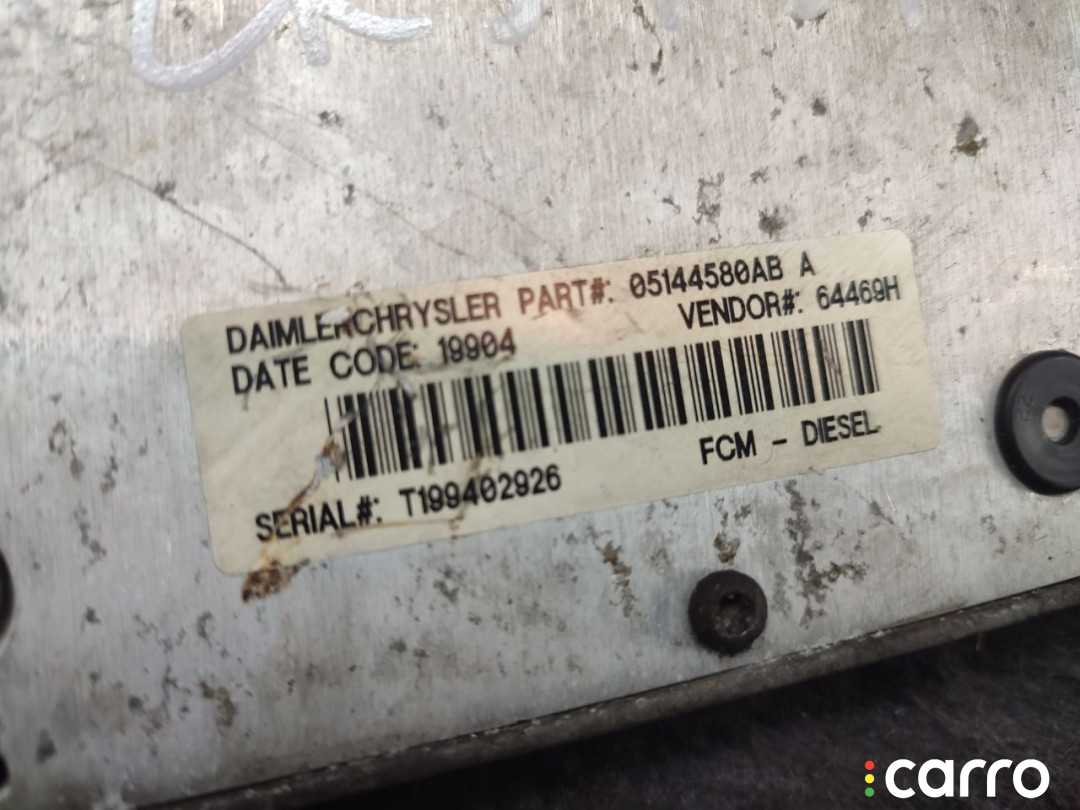 DAIMLERCHRYSLER PART#: 05144580AB A
DATE CODE: 19904 VENDOR#: 64469H
FCM - DIESEL
SERIAL#: T199402926
carro